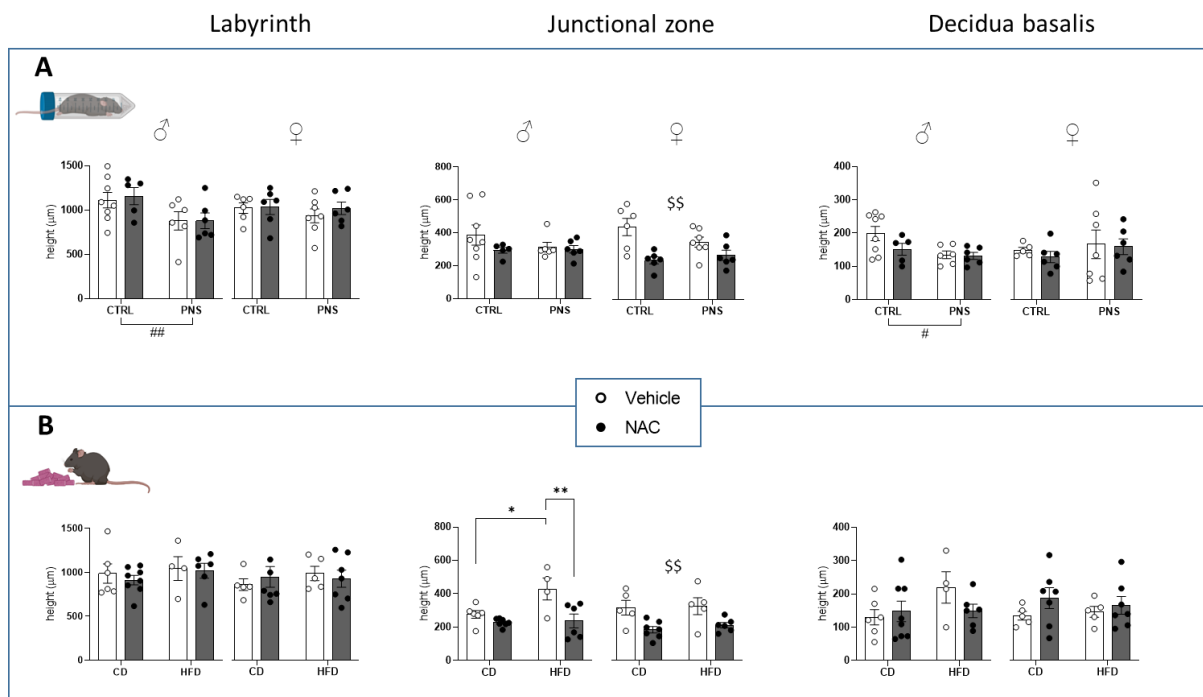 Labyrinth Junctional zone Decidua basalis
A
♂ ♀ ♂ ♀ ♂ ♀
height (μm) 1500 1000 500 0
CTRL PNS CTRL PNS
##
height (μm) 800 600 400 200 0
$$
CTRL PNS CTRL PNS
height (μm) 400 300 200 100 0
CTRL PNS CTRL PNS
#
Vehicle
NAC
B
height (μm) 1500 1000 500 0
CD HFD CD HFD
* **
height (μm) 800 600 400 200 0
$$
CD HFD CD HFD
height (μm) 400 300 200 100 0
CD HFD CD HFD